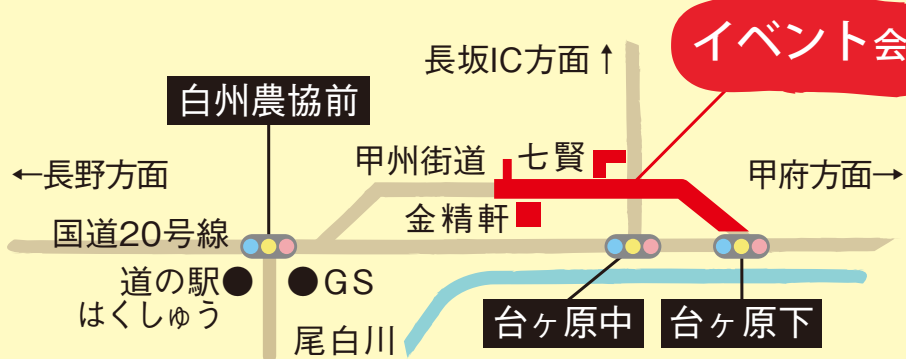 イベント会
長坂IC方面↑
白州農協前
甲州街道
七賢
←長野方面
甲府方面→
金精軒
国道20号線
道の駅
はくしゅう
GS
台ヶ原中
台ヶ原下
尾白川